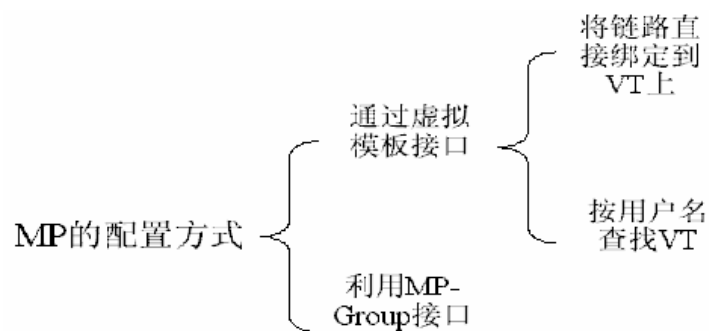 将链路直
接绑定到
VT上
通过虚拟
模板接口
按用户名
查找VT
MP的配置方式
利用MP-
Group接口